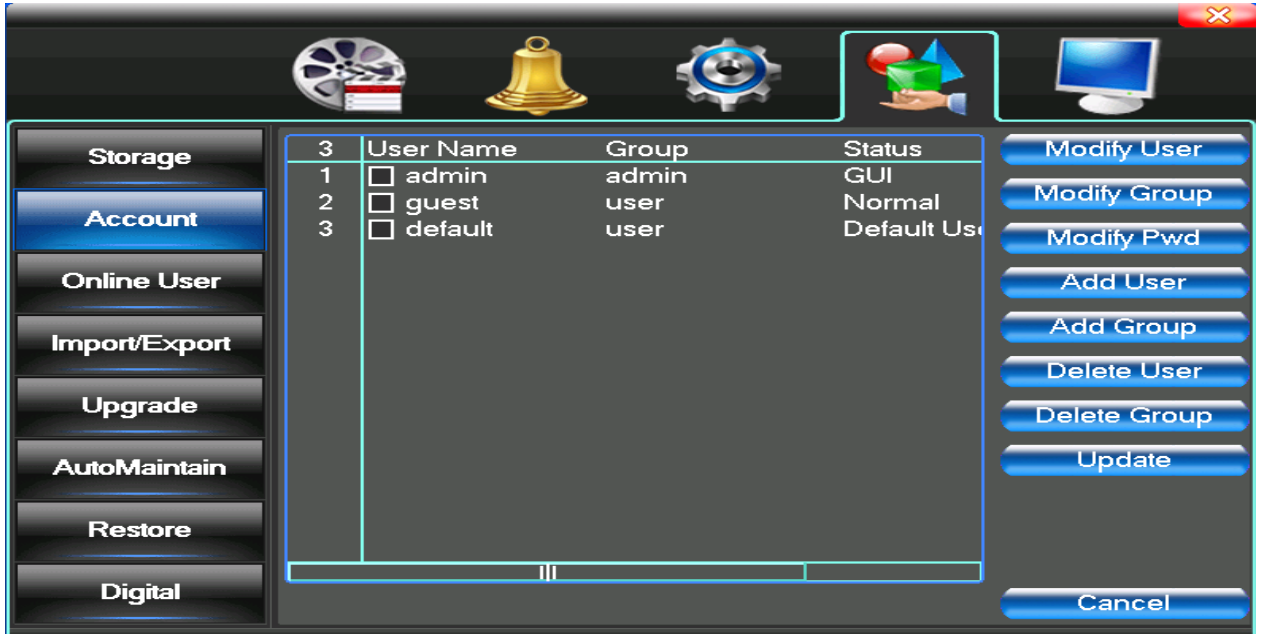 Storage
Account
Online User
Import/Export
Upgrade
AutoMaintain
Restore
Digital
3 User Name Group Status
1 admin admin GUI
2 guest user Normal
3 default user Default Us
Modify User
Modify Group
Modify Pwd
Add User
Add Group
Delete User
Delete Group
Update
Cancel